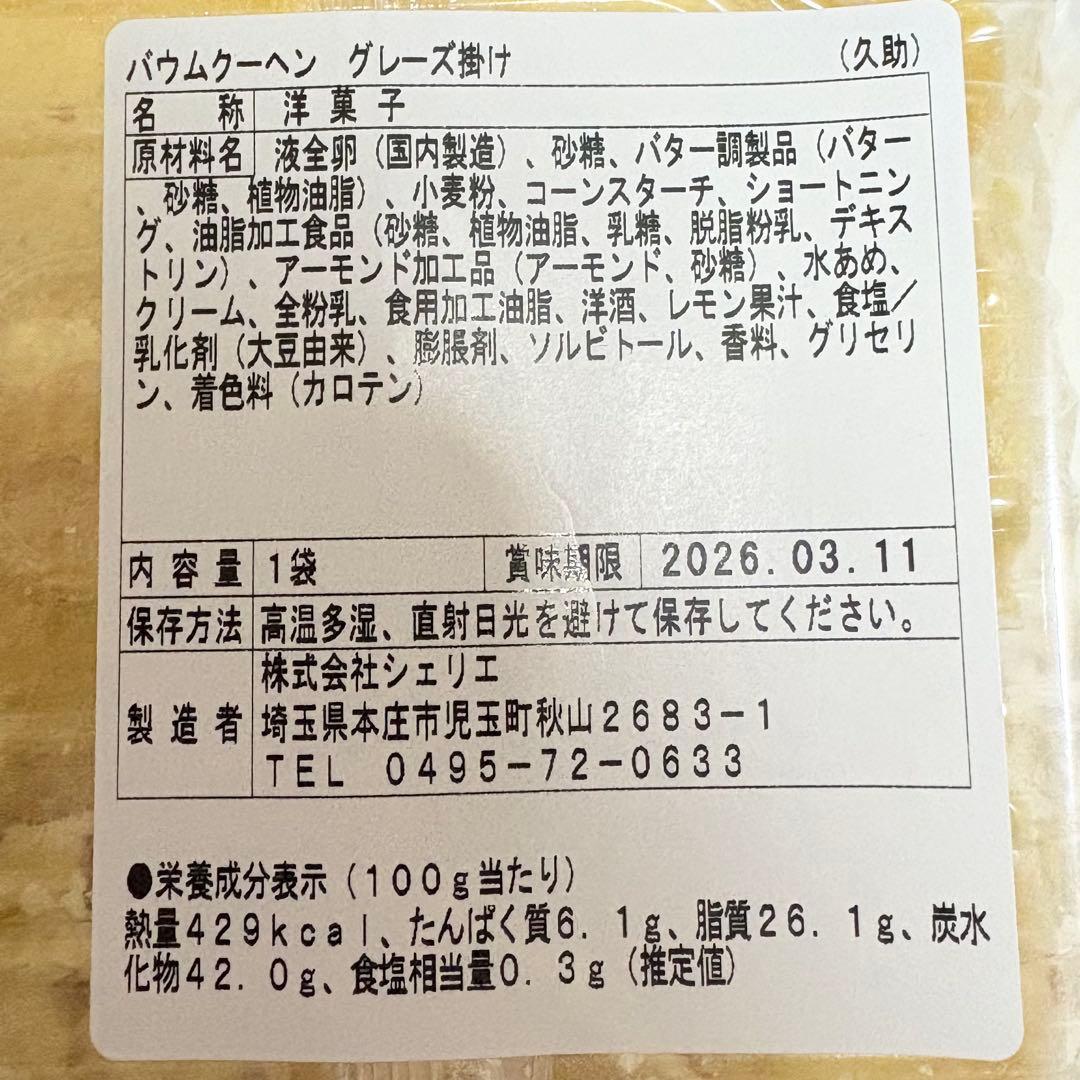 バウムクーヘン　グレーズ掛け　（久助）
名　称　洋菓子
原材料名　液全卵（国内製造）、砂糖、バター調製品（バター
、砂糖、植物油脂）、小麦粉、コーンスターチ、ショートニン
グ、油脂加工食品（砂糖、植物油脂、乳糖、脱脂粉乳、デキス
トリン）、アーモンド加工品（アーモンド、砂糖）、水あめ、
クリーム、全粉乳、食用加工油脂、洋酒、レモン果汁、食塩／
乳化剤（大豆由来）、膨脹剤、ソルビトール、香料、グリセリ
ン、着色料（カロテン）
内容量　1袋　賞味期限　2026.03.11
保存方法　高温多湿、直射日光を避けて保存してください。
製造者　株式会社シェリエ
埼玉県本庄市児玉町秋山２６８３－１
ＴＥＬ　０４９５－７２－０６３３
●栄養成分表示（１００ｇ当たり）
熱量４２９ｋｃａｌ、たんぱく質６．１ｇ、脂質２６．１ｇ、炭水
化物４２．０ｇ、食塩相当量０．３ｇ（推定値）